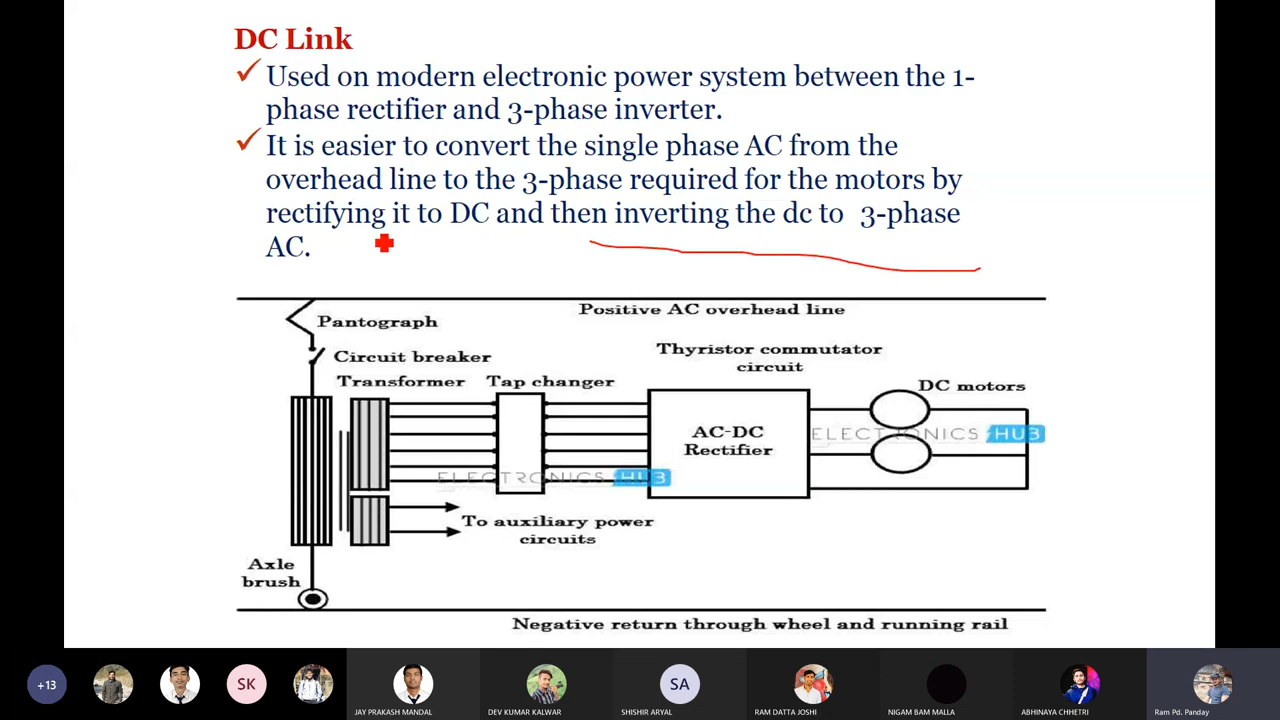 DC Link
Used on modern electronic power system between the 1-
phase rectifier and 3-phase inverter.
It is easier to convert the single phase AC from the
overhead line to the 3-phase required for the motors by
rectifying it to DC and then inverting the dc to 3-phase
AC.
Positive AC overhead line
Pantograph
Circuit breaker
Thyristor commutator
circuit
Transformer
Tap changer
DC motors
AC-DC
Rectifier
ELECTRONICS HUB
ELECTRONICS HUB
To auxiliary power
circuits
Axle
brush
Negative return through wheel and running rail
+13
SK
SA
JAY PRAKASH MANDAL
DEV KUMAR KALWAR
SHISHIR ARYAL
RAM DATTA JOSHI
NIGAM BAM MALLA
ABHINAYA CHHETRI
Ram Pd. Panday